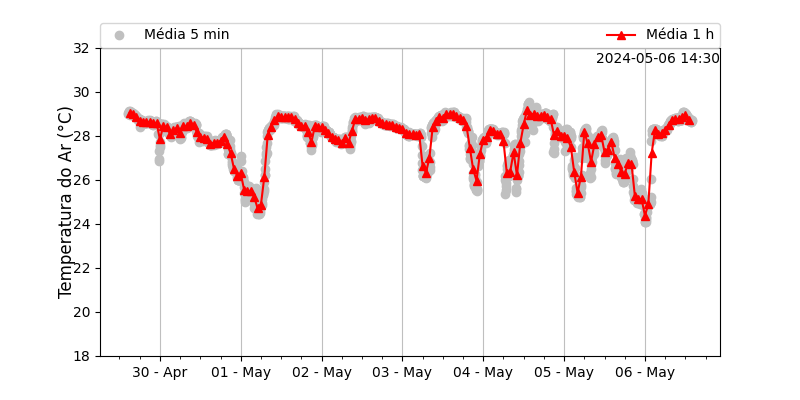 Média 5 min
Média 1 h
2024-05-06 14:30
Temperatura do Ar (°C)
32
30
28
26
24
22
20
18
30 - Apr
01 - May
02 - May
03 - May
04 - May
05 - May
06 - May